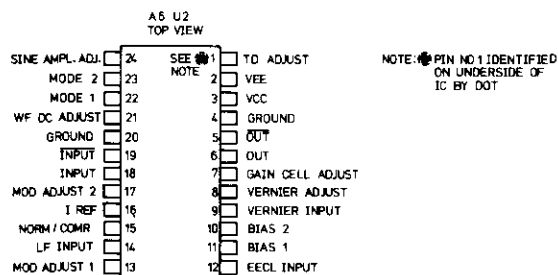 A6 U2
TOP VIEW
SINE AMPL. ADJ. 24 SEE 1 TD ADJUST
NOTE
MODE 2 23 2 VEE
MODE 1 22 3 VCC
WF DC ADJUST 21 4 GROUND
GROUND 20 5 OUT
INPUT 19 6 OUT
INPUT 18 7 GAIN CELL ADJUST
MOD ADJUST 2 17 8 VERNIER ADJUST
I REF 16 9 VERNIER INPUT
NORM/COMR 15 10 BIAS 2
LF INPUT 14 11 BIAS 1
MOD ADJUST 1 13 12 EECL INPUT
NOTE: PIN NO 1 IDENTIFIED
ON UNDERSIDE OF
IC BY DOT